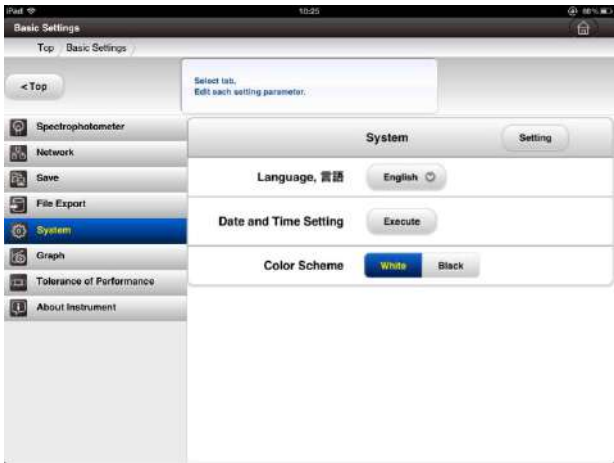 iPad
10:25
88%
Basic Settings
Top
Basic Settings
< Top
Select tab.
Edit each setting parameter.
Spectrophotometer
Network
Save
File Export
System
Graph
Tolerance of Performance
About Instrument
System
Setting
Language, 言語
English
Date and Time Setting
Execute
Color Scheme
White
Black